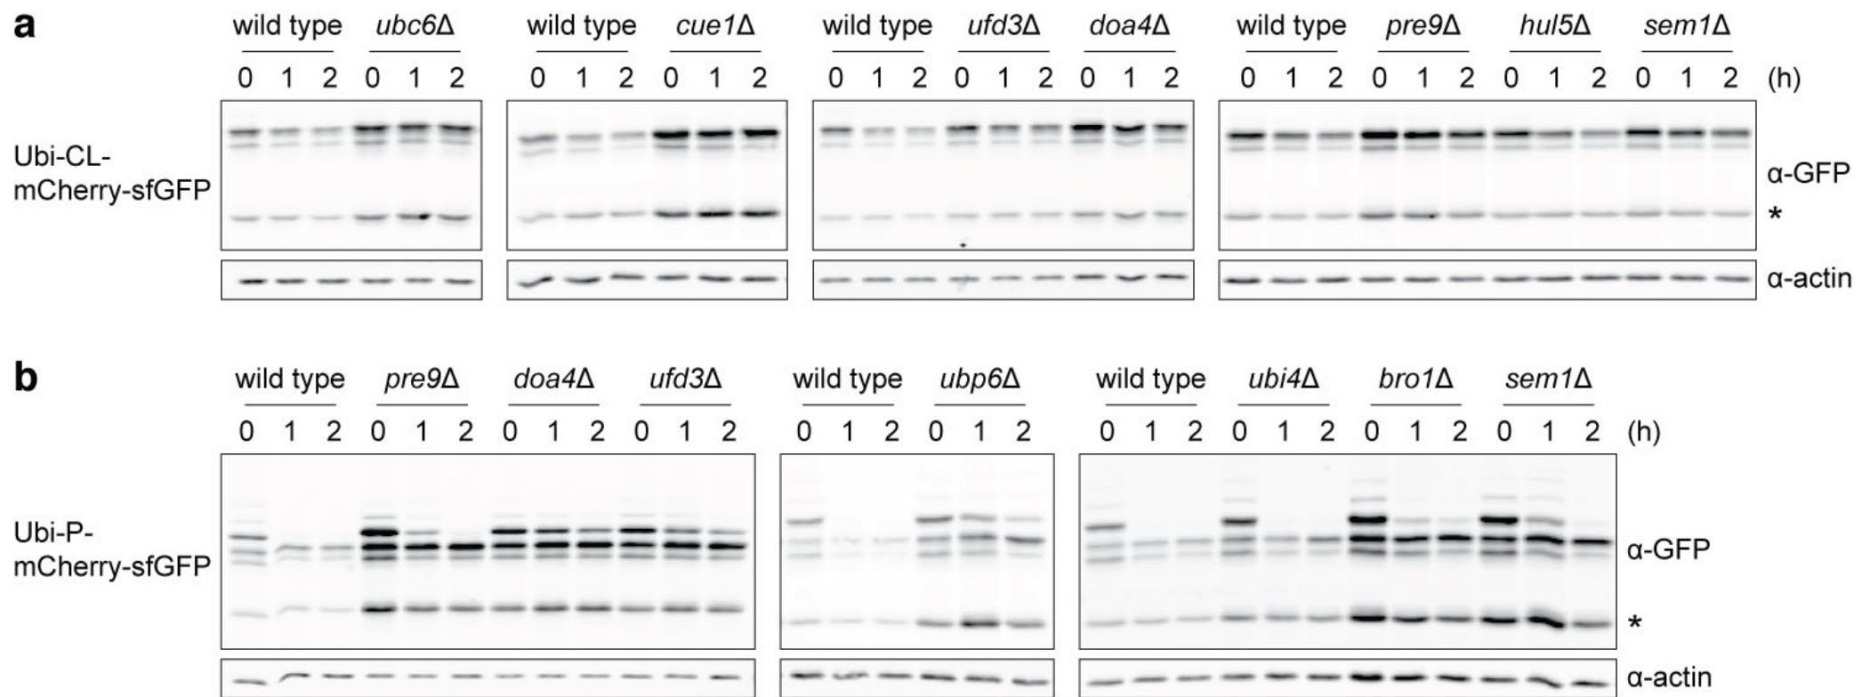 a
wild type ubc6Δ wild type cue1Δ wild type ufd3Δ doa4Δ wild type pre9Δ hul5Δ sem1Δ
0 1 2 0 1 2 0 1 2 0 1 2 0 1 2 0 1 2 0 1 2 0 1 2 0 1 2 0 1 2 0 1 2 (h)
Ubi-CL-
mCherry-sfGFP
α-GFP
*
α-actin
b
wild type pre9Δ doa4Δ ufd3Δ wild type ubp6Δ wild type ubi4Δ bro1Δ sem1Δ
0 1 2 0 1 2 0 1 2 0 1 2 0 1 2 0 1 2 0 1 2 0 1 2 0 1 2 0 1 2 (h)
Ubi-P-
mCherry-sfGFP
α-GFP
*
α-actin